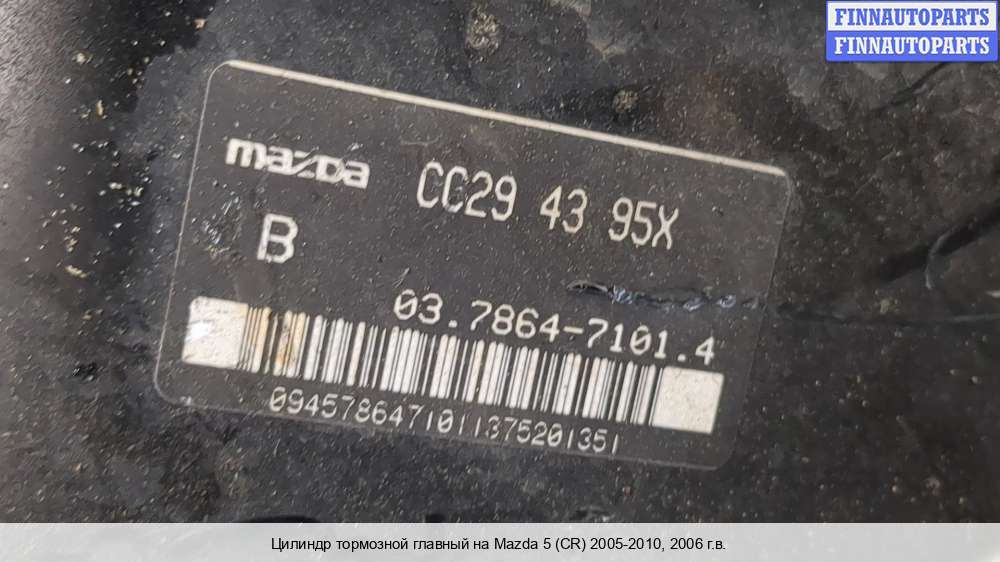 FINNAUTOPARTS
FINNAUTOPARTS
mazda CC29 43 95X
B
03.7864-7101.4
0945786471011375201351
Цилиндр тормозной главный на Mazda 5 (CR) 2005-2010, 2006 г.в.